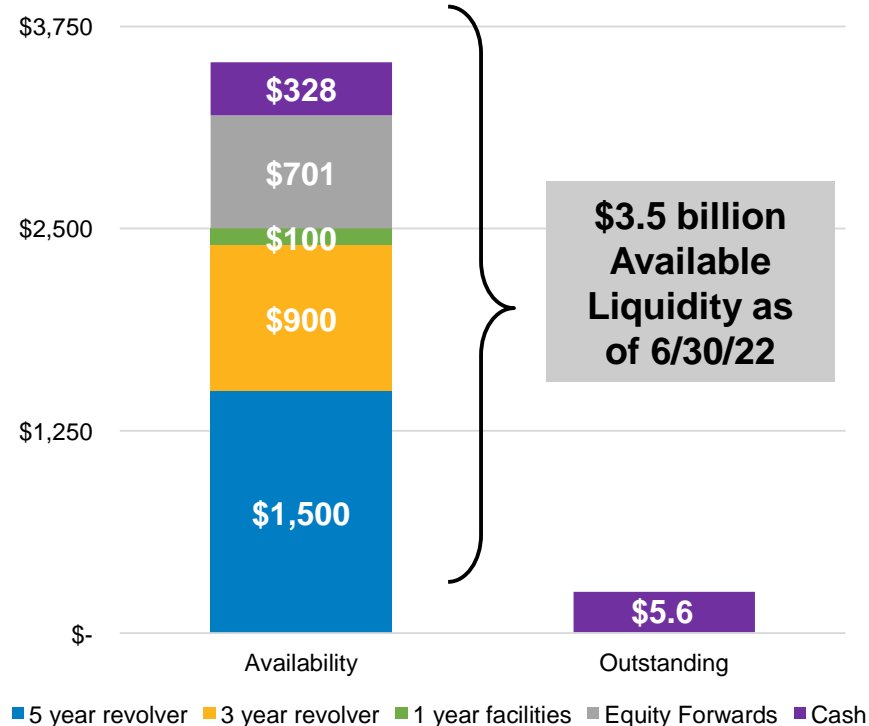 $3,750
$2,500
$1,250
$-
$328
$701
$100
$900
$1,500
$3.5 billion
Available
Liquidity as
of 6/30/22
$5.6
Availability
Outstanding
5 year revolver
3 year revolver
1 year facilities
Equity Forwards
Cash